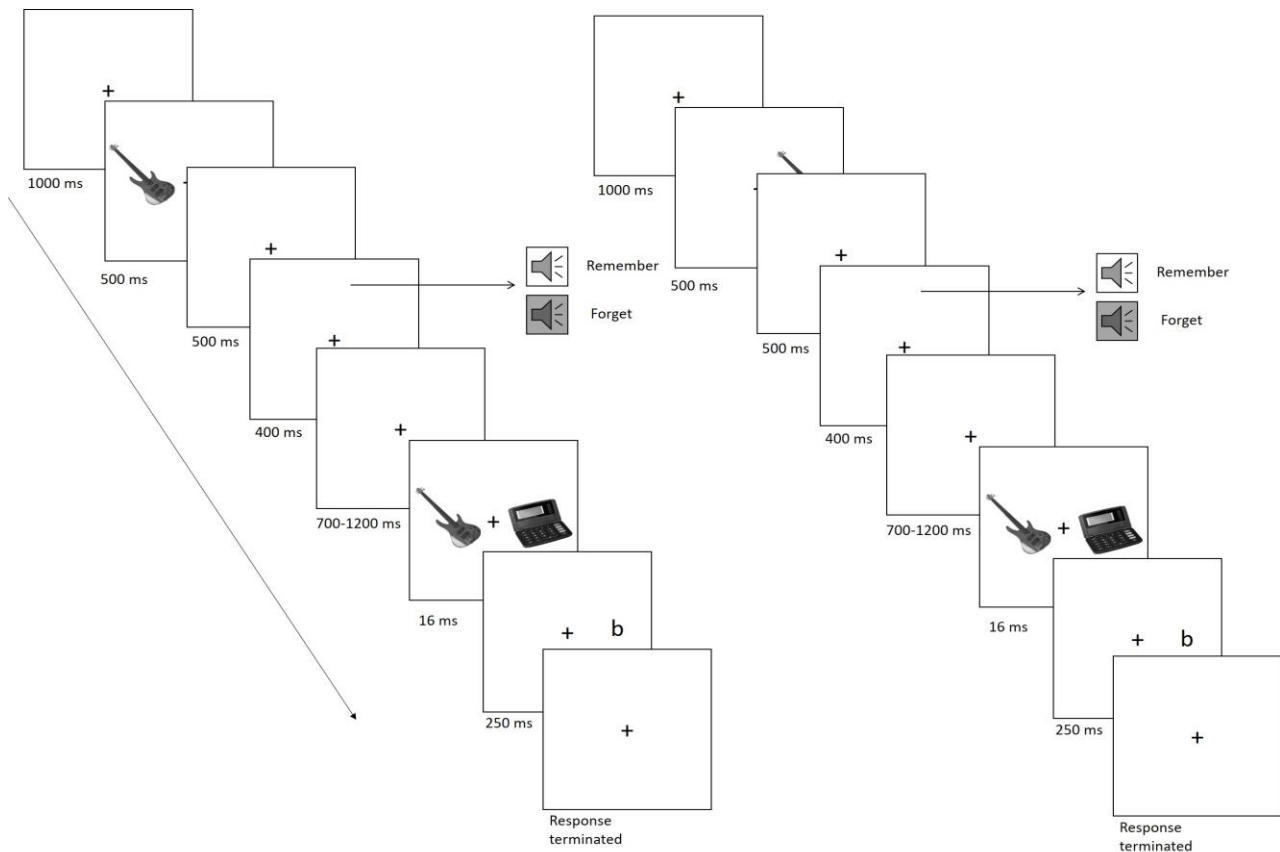 +
1000 ms
500 ms
+
500 ms
Remember
Forget
+
400 ms
+
700-1200 ms
+
16 ms
+ b
250 ms
+
Response
terminated
+
1000 ms
500 ms
+
500 ms
Remember
Forget
+
400 ms
+
700-1200 ms
+
16 ms
+ b
250 ms
+
Response
terminated